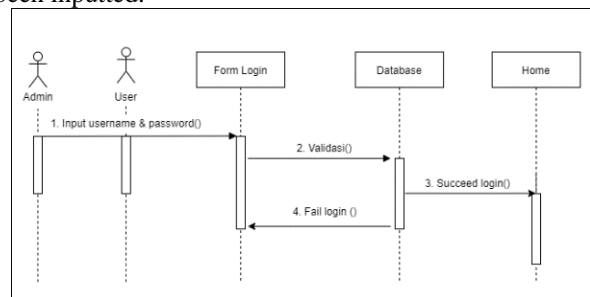 been inputted.
Admin
User
Form Login
Database
Home
1. Input username & password()
2. Validasi()
3. Succeed login()
4. Fail login ()